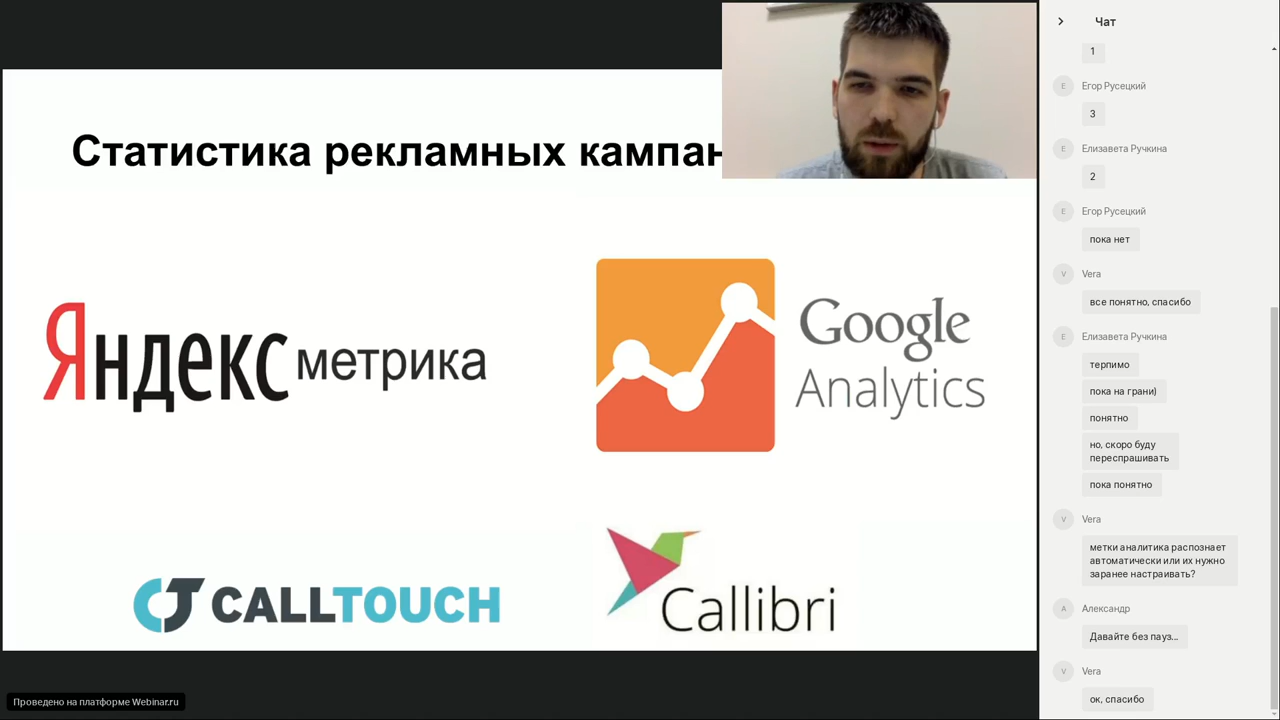 Статистика рекламных кампан
Яндекс метрика
Google
Analytics
CALLTOUCH
Callibri
Проведено на платформе Webinar.ru
Чат
1
Е
Егор Русецкий
3
Е
Елизавета Ручкина
2
Е
Егор Русецкий
пока нет
V
Vera
все понятно, спасибо
Е
Елизавета Ручкина
терпимо
пока на грани)
понятно
но, скоро буду
переспрашивать
пока понятно
V
Vera
метки аналитика распознает
автоматически или их нужно
заранее настраивать?
А
Александр
Давайте без пауз...
V
Vera
ок, спасибо